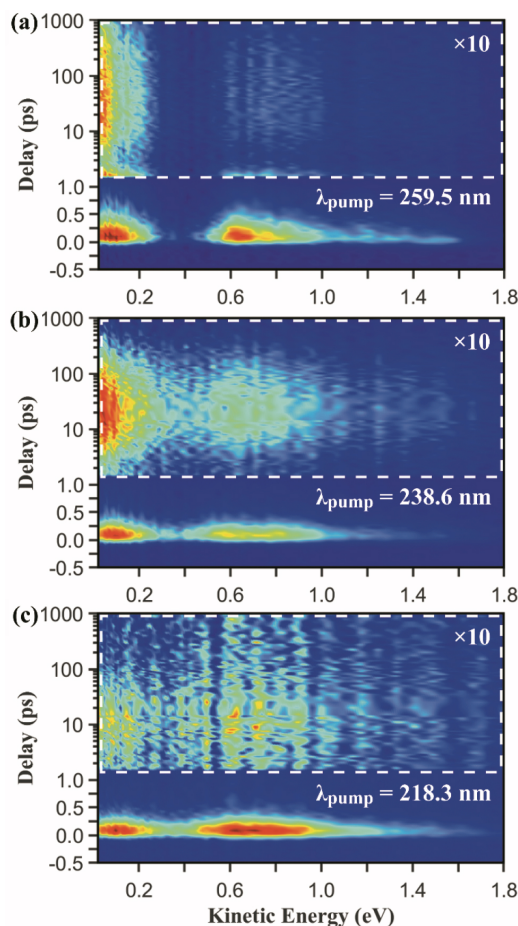 (a)
1000
×10
100
10
1.0
λpump = 259.5 nm
0.5
0.0
-0.5
Delay (ps)
0.2 0.6 1.0 1.4 1.8
(b)
1000
×10
100
10
1.0
λpump = 238.6 nm
0.5
0.0
-0.5
Delay (ps)
0.2 0.6 1.0 1.4 1.8
(c)
1000
×10
100
10
1.0
λpump = 218.3 nm
0.5
0.0
-0.5
Delay (ps)
0.2 0.6 1.0 1.4 1.8
Kinetic Energy (eV)